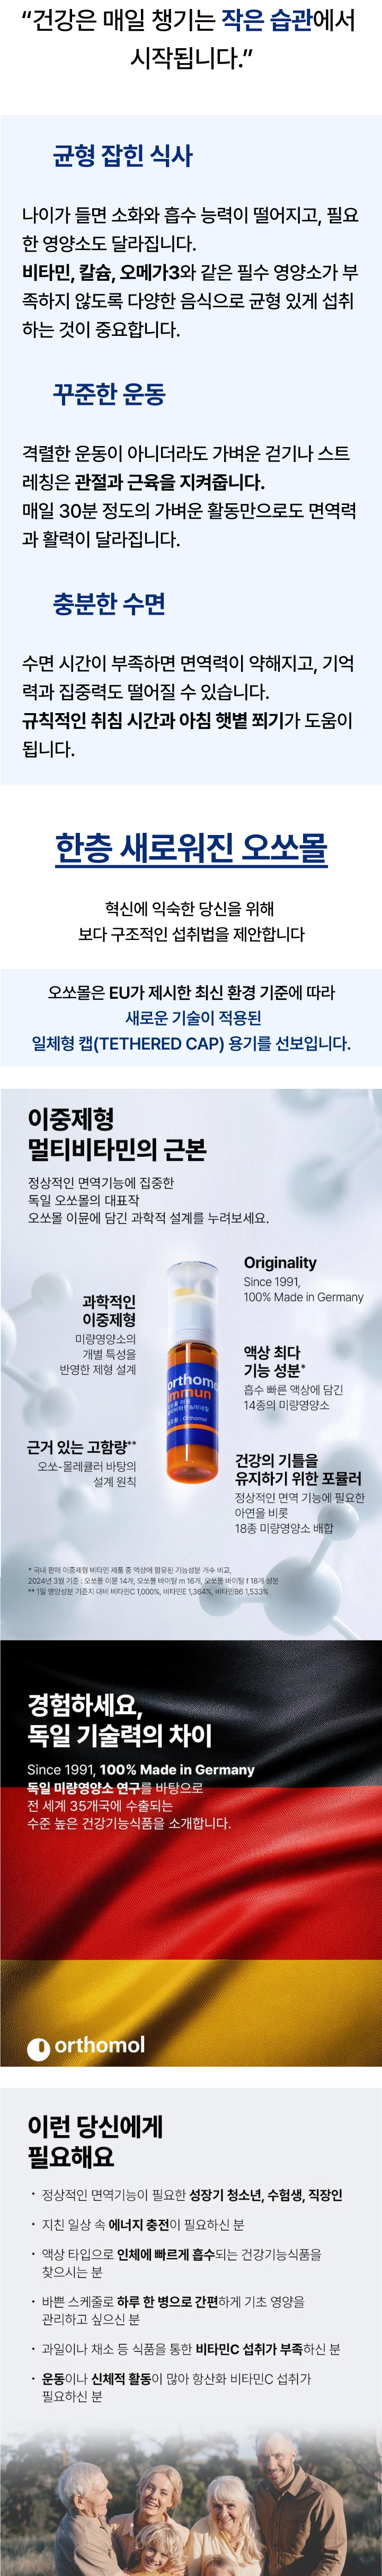 “건강은 매일 챙기는 작은 습관에서
시작됩니다.”
균형 잡힌 식사
나이가 들면 소화와 흡수 능력이 떨어지고, 필요
한 영양소도 달라집니다.
비타민, 칼슘, 오메가3와 같은 필수 영양소가 부
족하지 않도록 다양한 음식으로 균형 있게 섭취
하는 것이 중요합니다.
꾸준한 운동
격렬한 운동이 아니더라도 가벼운 걷기나 스트
레칭은 관절과 근육을 지켜줍니다.
매일 30분 정도의 가벼운 활동만으로도 면역력
과 활력이 달라집니다.
충분한 수면
수면 시간이 부족하면 면역력이 약해지고, 기억
력과 집중력도 떨어질 수 있습니다.
규칙적인 취침 시간과 아침 햇볕 쬐기가 도움이
됩니다.
한층 새로워진 오쏘몰
혁신에 익숙한 당신을 위해
보다 구조적인 섭취법을 제안합니다
오쏘몰은 EU가 제시한 최신 환경 기준에 따라
새로운 기술이 적용된
일체형 캡(TETHERED CAP) 용기를 선보입니다.
이중제형
멀티비타민의 근본
정상적인 면역기능에 집중한
독일 오쏘몰의 대표작
오쏘몰 이뮨에 담긴 과학적 설계를 누려보세요.
Originality
Since 1991,
100% Made in Germany
과학적인
이중제형
미량영양소의
개별 특성을
반영한 제형 설계
액상 최다
기능 성분*
흡수 빠른 액상에 담긴
14종의 미량영양소
orthomol
immun
오쏘몰 이뮨
멀티비타민&미네랄
제조원 : Orthomol
근거 있는 고함량**
오쏘-몰레큘러 바탕의
설계 원칙
건강의 기틀을
유지하기 위한 포뮬러
정상적인 면역 기능에 필요한
아연을 비롯
18종 미량영양소 배합
* 국내 판매 이중제형 비타민 제품 중 액상에 함유된 기능성분 개수 비교,
2024년 3월 기준 : 오쏘몰 이뮨 14개, 오쏘몰 바이탈 m 16개, 오쏘몰 바이탈 f 18개 성분
** 1일 영양성분 기준치 대비 비타민C 1,000%, 비타민E 1,364%, 비타민B6 1,533%
경험하세요,
독일 기술력의 차이
Since 1991, 100% Made in Germany
독일 미량영양소 연구를 바탕으로
전 세계 35개국에 수출되는
수준 높은 건강기능식품을 소개합니다.
orthomol
이런 당신에게
필요해요
· 정상적인 면역기능이 필요한 성장기 청소년, 수험생, 직장인
· 지친 일상 속 에너지 충전이 필요하신 분
· 액상 타입으로 인체에 빠르게 흡수되는 건강기능식품을
찾으시는 분
· 바쁜 스케줄로 하루 한 병으로 간편하게 기초 영양을
관리하고 싶으신 분
· 과일이나 채소 등 식품을 통한 비타민C 섭취가 부족하신 분
· 운동이나 신체적 활동이 많아 항산화 비타민C 섭취가
필요하신 분